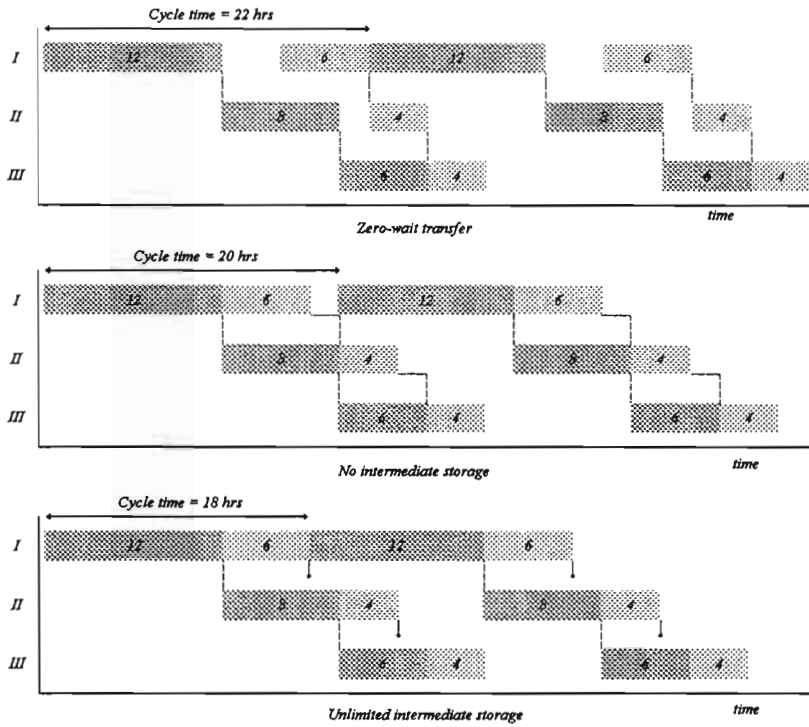 Cycle time = 22 hrs
I 12 6 12 6
II 8 4 8 4
III 6 4 6 4
time
Zero-wait transfer
Cycle time = 20 hrs
I 12 6 12 6
II 8 4 8 4
III 6 4 6 4
time
No intermediate storage
Cycle time = 18 hrs
I 12 6 12 6
II 8 4 8 4
III 6 4 6 4
time
Unlimited intermediate storage